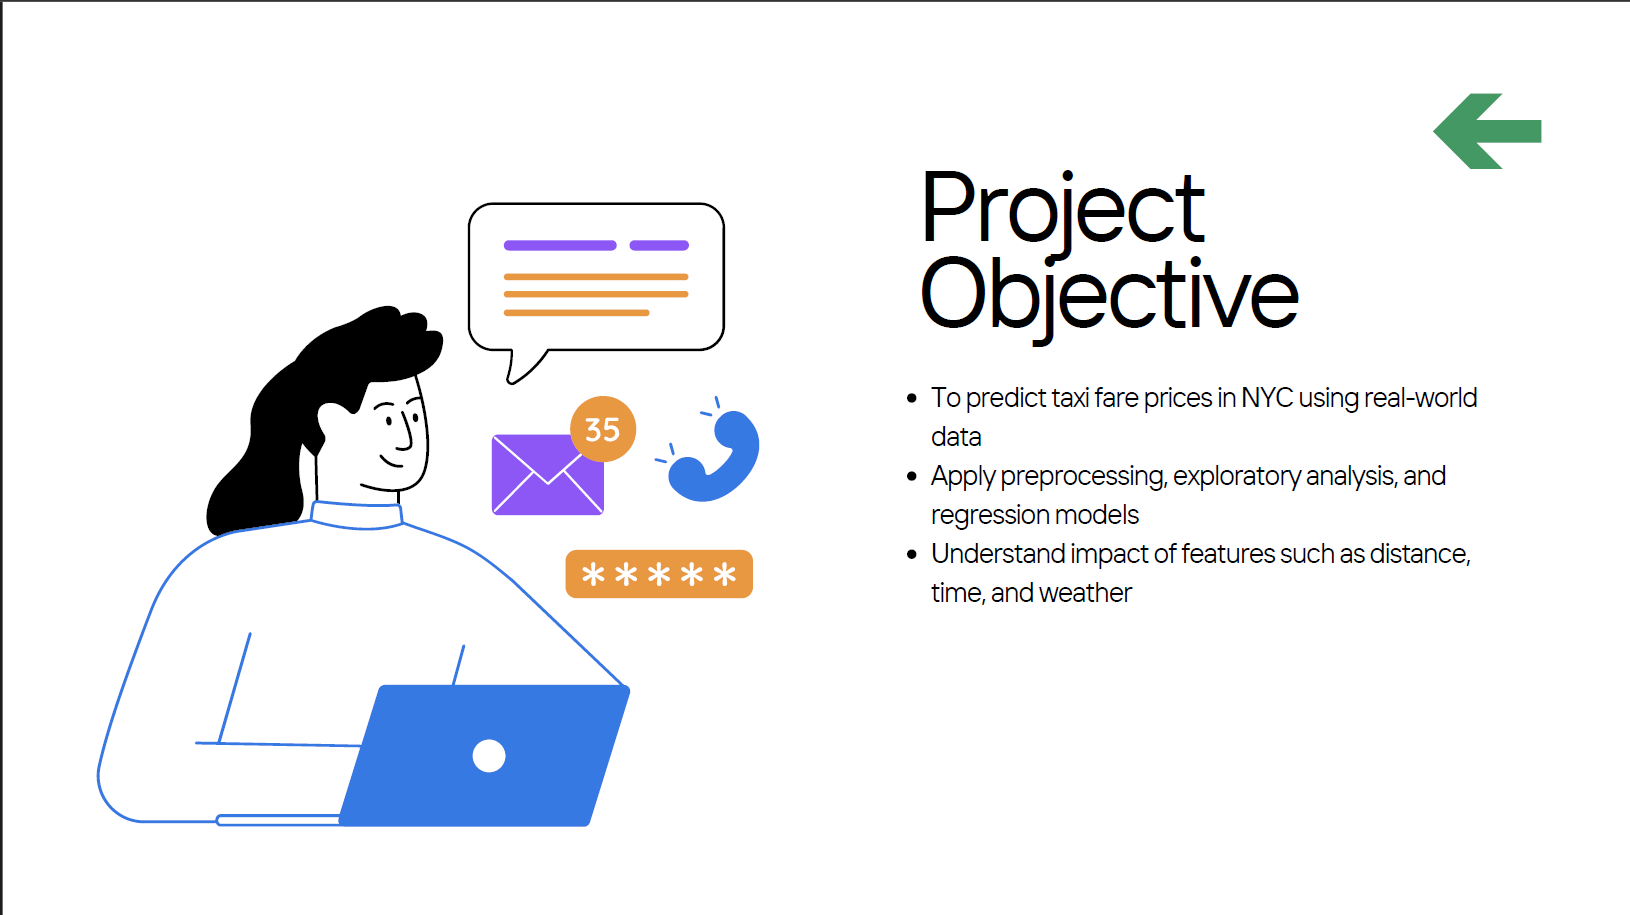 Project
Objective
• To predict taxi fare prices in NYC using real-world
data
• Apply preprocessing, exploratory analysis, and
regression models
• Understand impact of features such as distance,
time, and weather
35
*****